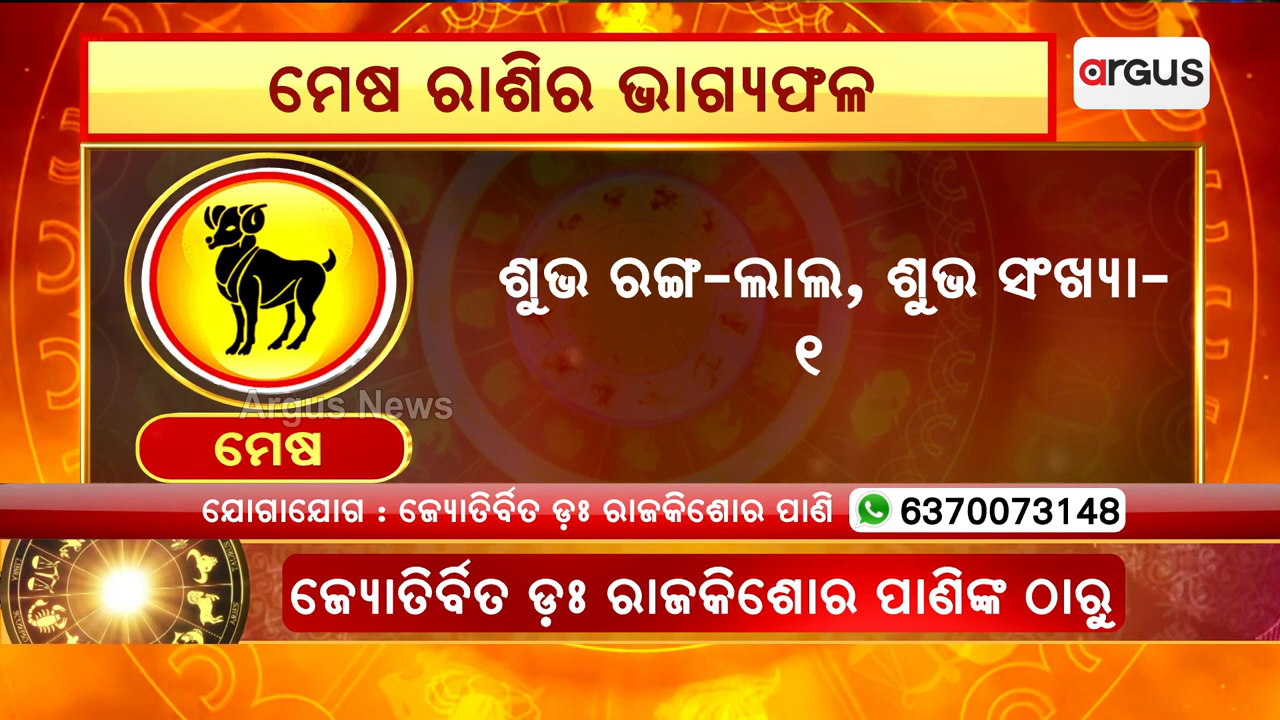 ମେଷ ରାଶିର ଭାଗ୍ୟଫଳ
argus
ଶୁଭ ରଙ୍ଗ-ଲାଲ, ଶୁଭ ସଂଖ୍ୟା-
୧
Argus News
ମେଷ
ଯୋଗାଯୋଗ : ଜ୍ୟୋତିର୍ବିତ ଡ଼ଃ ରାଜକିଶୋର ପାଣି 6370073148
ଜ୍ୟୋତିର୍ବିତ ଡ଼ଃ ରାଜକିଶୋର ପାଣିଙ୍କ ଠାରୁ